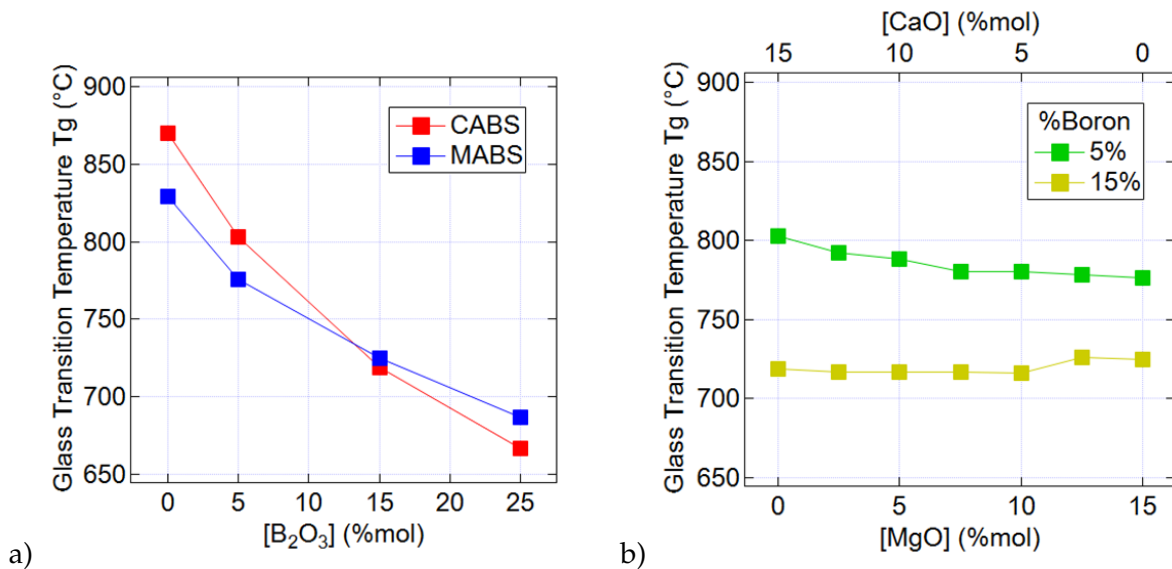 Glass Transition Temperature Tg (°C)
900
850
800
750
700
650
CABS
MABS
0 5 10 15 20 25
[B₂O₃] (%mol)
a)
[CaO] (%mol)
15 10 5 0
Glass Transition Temperature Tg (°C)
900
850
800
750
700
650
%Boron
5%
15%
0 5 10 15
[MgO] (%mol)
b)